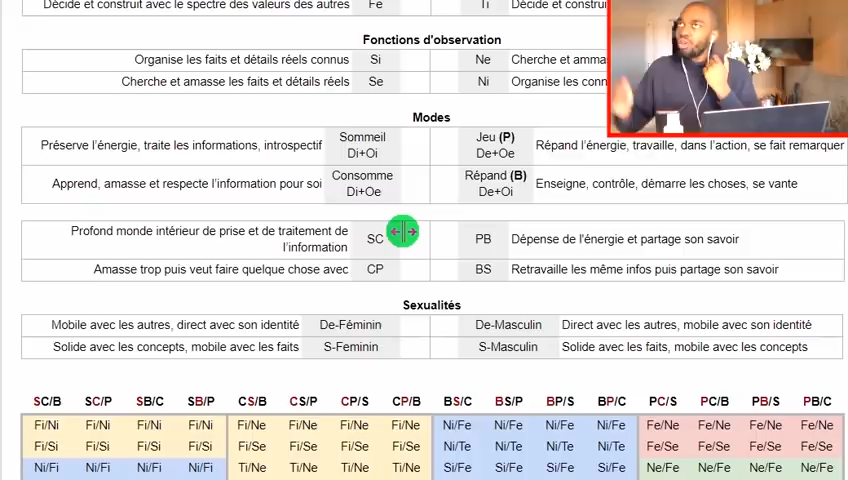 Décide et construit avec le spectre des valeurs des autres Fe Ti Décide et constru
Fonctions d'observation
Organise les faits et détails réels connus Si Ne Cherche et amma
Cherche et amasse les faits et détails réels Se Ni Organise les conn
Modes
Préserve l'énergie, traite les informations, introspectif Sommeil Di+Oi Jeu (P) De+Oe Répand l'énergie, travaille, dans l'action, se fait remarquer
Apprend, amasse et respecte l'information pour soi Consomme Di+Oe Répand (B) De+Oi Enseigne, contrôle, démarre les choses, se vante
Profond monde intérieur de prise et de traitement de
l'information SC PB Dépense de l'énergie et partage son savoir
Amasse trop puis veut faire quelque chose avec CP BS Retravaille les même infos puis partage son savoir
Sexualités
Mobile avec les autres, direct avec son identité De-Féminin De-Masculin Direct avec les autres, mobile avec son identité
Solide avec les concepts, mobile avec les faits S-Feminin S-Masculin Solide avec les faits, mobile avec les concepts
SC/B SC/P SB/C SB/P CS/B CS/P CP/S CP/B BS/C BS/P BP/S BP/C PC/S PC/B PB/S PB/C
Fi/Ni Fi/Ni Fi/Ni Fi/Ni Fi/Ne Fi/Ne Fi/Ne Fi/Ne Ni/Fe Ni/Fe Ni/Fe Ni/Fe Fe/Ne Fe/Ne Fe/Ne Fe/Ne
Fi/Si Fi/Si Fi/Si Fi/Si Fi/Se Fi/Se Fi/Se Fi/Se Ni/Te Ni/Te Ni/Te Ni/Te Fe/Se Fe/Se Fe/Se Fe/Se
Ni/Fi Ni/Fi Ni/Fi Ni/Fi Ti/Ne Ti/Ne Ti/Ne Ti/Ne Si/Fe Si/Fe Si/Fe Si/Fe Ne/Fe Ne/Fe Ne/Fe Ne/Fe